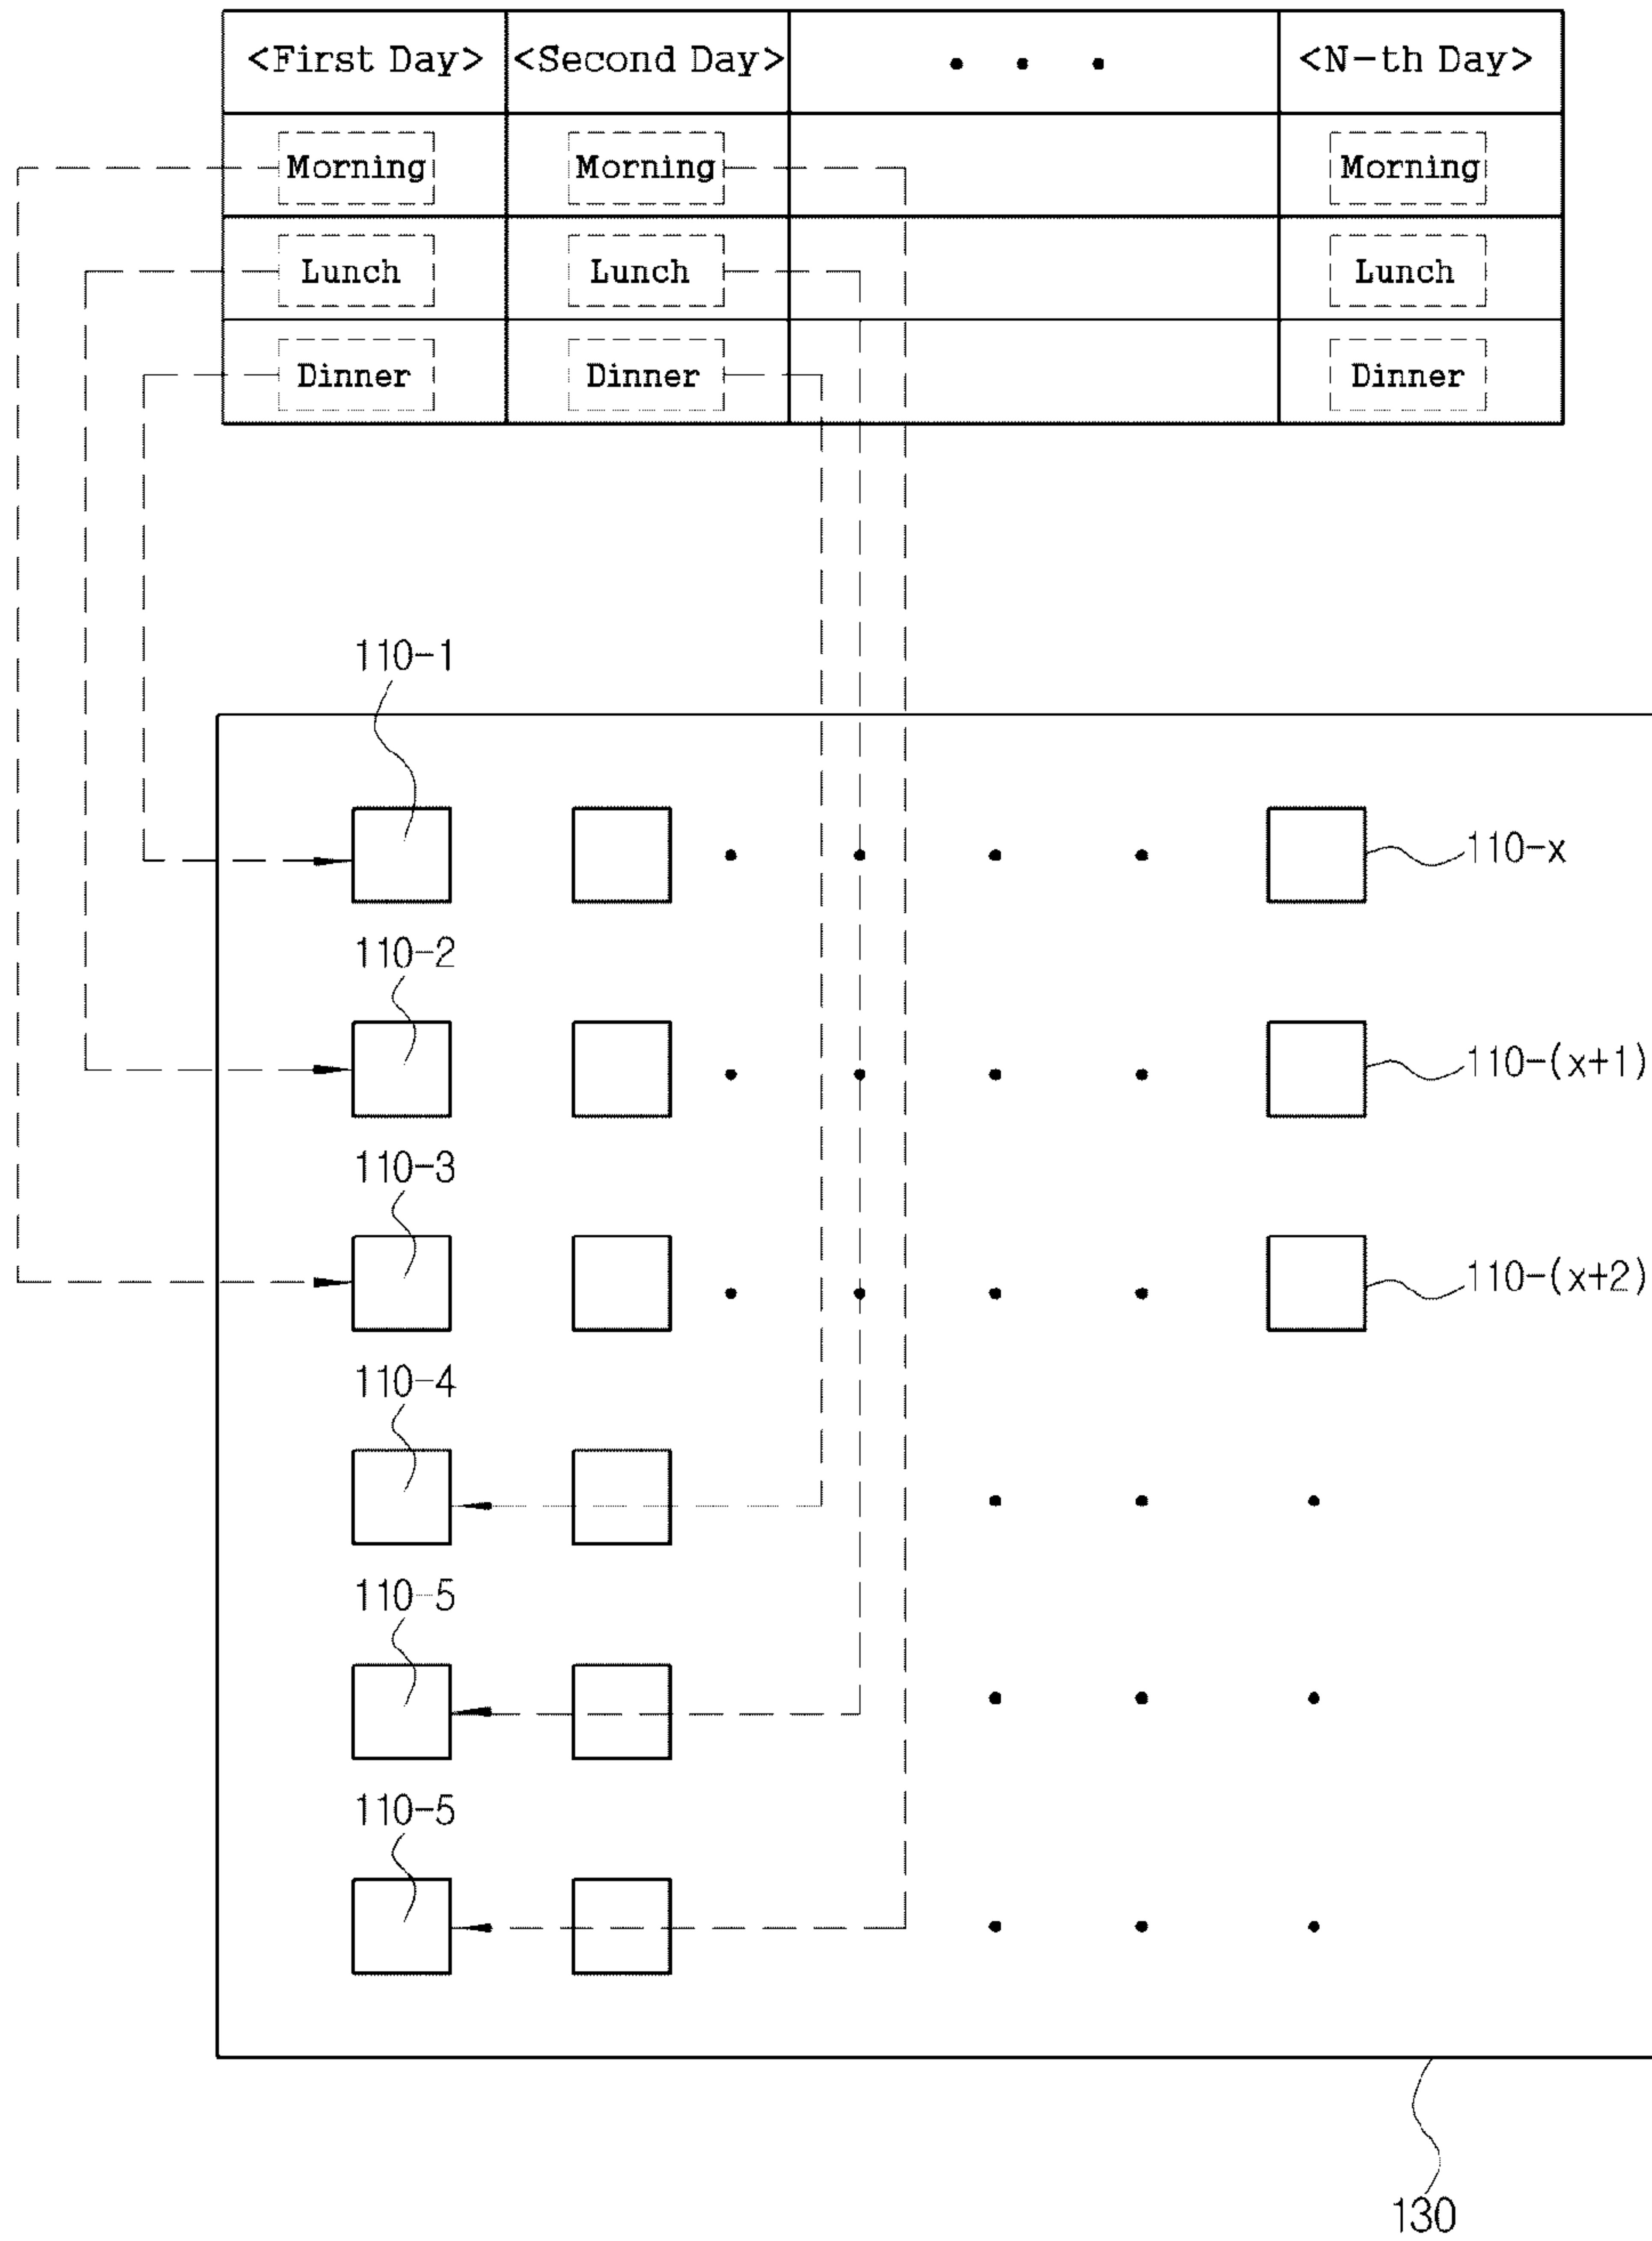 <First Day> <Second Day> • • • <N-th Day>
Morning Morning Morning
Lunch Lunch Lunch
Dinner Dinner Dinner
110-1
110-x
110-2
110-(x+1)
110-3
110-(x+2)
110-4
110-5
110-5
130